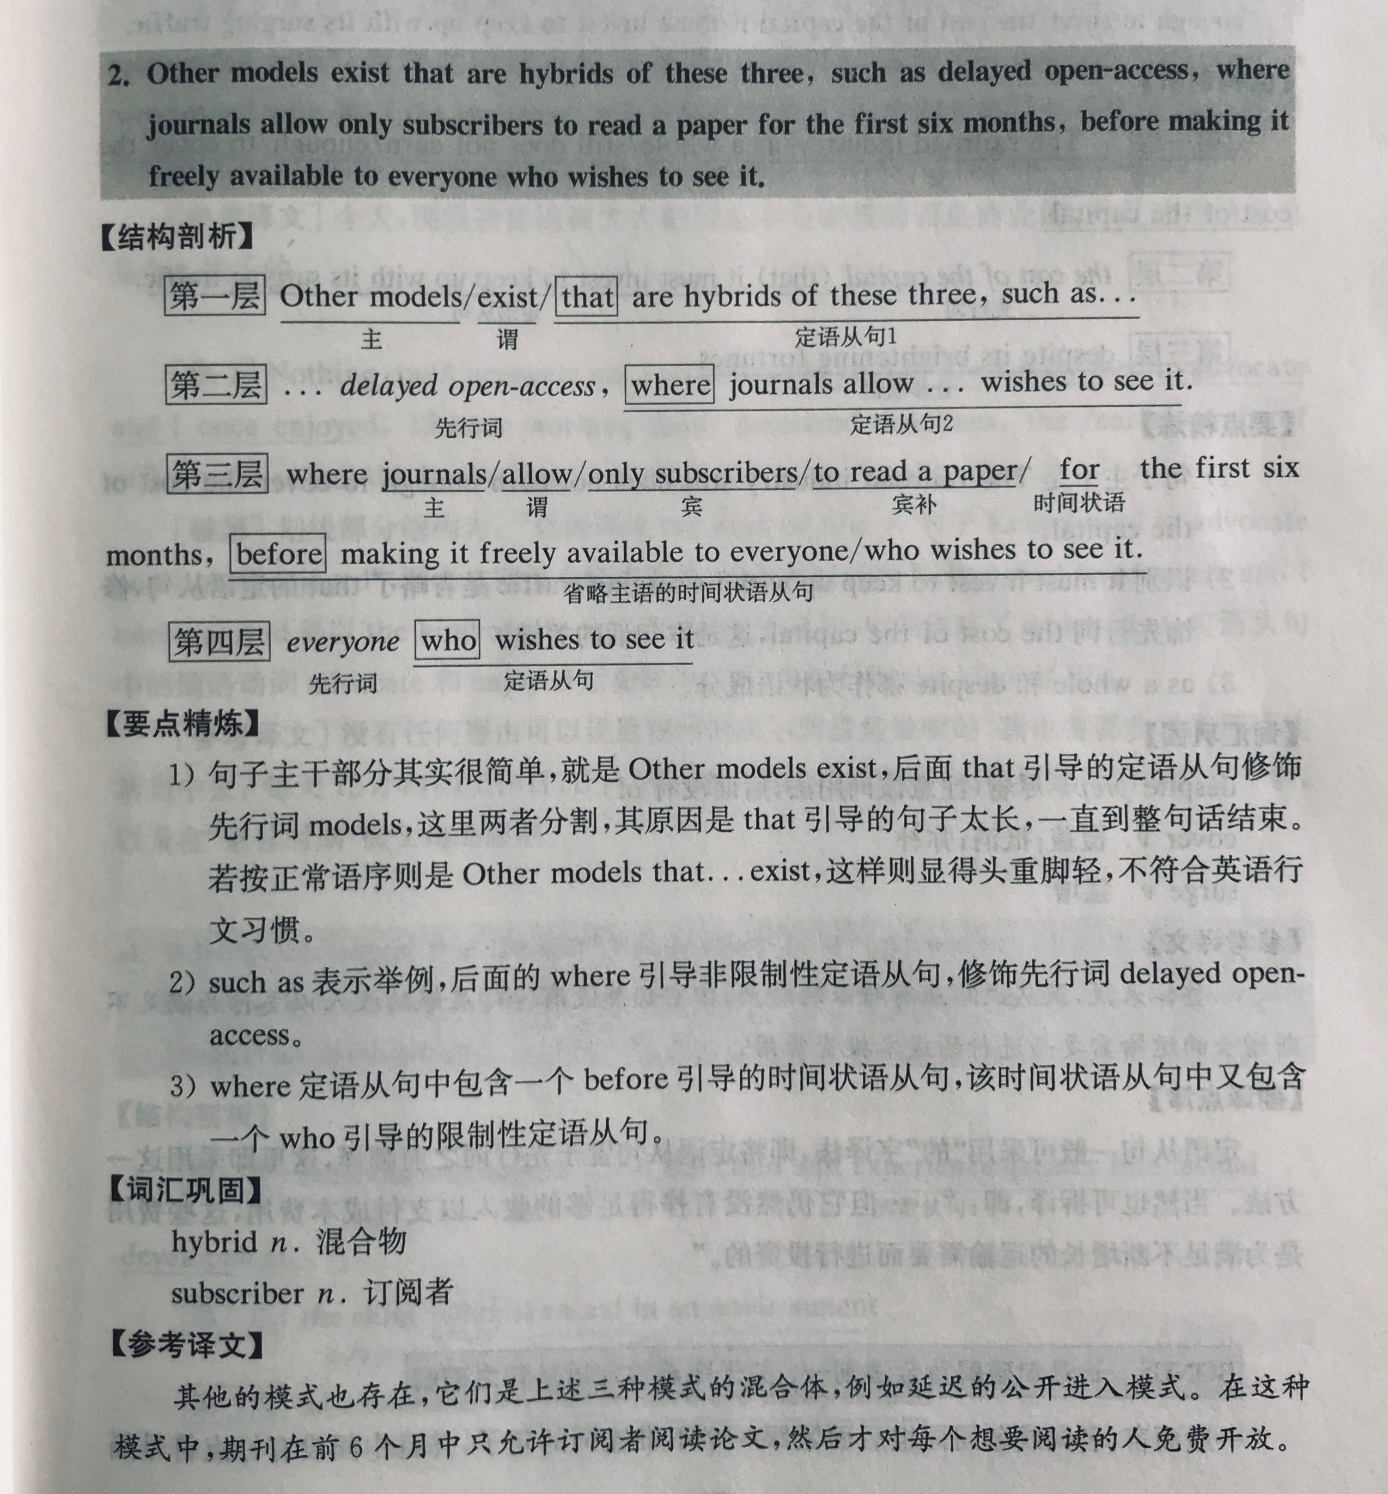 2. Other models exist that are hybrids of these three, such as delayed open-access, where
journals allow only subscribers to read a paper for the first six months, before making it
freely available to everyone who wishes to see it.
【结构剖析】
第一层 Other models/exist/that are hybrids of these three, such as...
主 谓 定语从句1
第二层 ... delayed open-access, where journals allow ... wishes to see it.
先行词 定语从句2
第三层 where journals/allow/only subscribers/to read a paper/ for the first six
主 谓 宾 宾补 时间状语
months, before making it freely available to everyone/who wishes to see it.
省略主语的时间状语从句
第四层 everyone who wishes to see it
先行词 定语从句
【要点精炼】
1) 句子主干部分其实很简单,就是 Other models exist,后面 that 引导的定语从句修饰
先行词 models,这里两者分割,其原因是 that 引导的句子太长,一直到整句话结束。
若按正常语序则是 Other models that...exist,这样则显得头重脚轻,不符合英语行
文习惯。
2) such as 表示举例,后面的 where 引导非限制性定语从句,修饰先行词 delayed open-
access。
3) where 定语从句中包含一个 before 引导的时间状语从句,该时间状语从句中又包含
一个 who 引导的限制性定语从句。
【词汇巩固】
hybrid n. 混合物
subscriber n. 订阅者
【参考译文】
其他的模式也存在,它们是上述三种模式的混合体,例如延迟的公开进入模式。在这种
模式中,期刊在前 6 个月中只允许订阅者阅读论文,然后才对每个想要阅读的人免费开放。